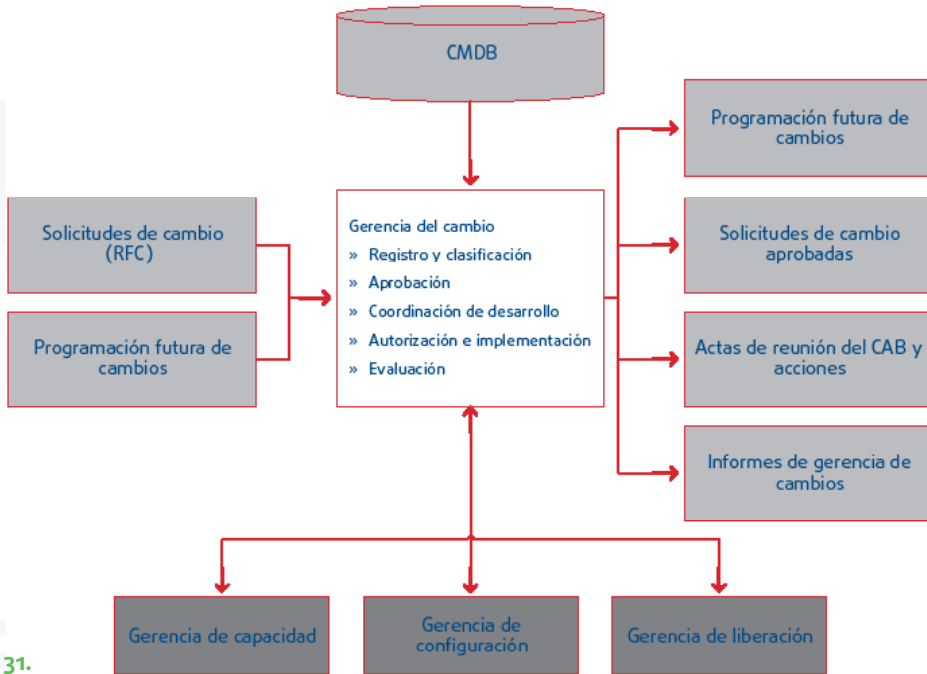 CMDB
Programación futura de
cambios
Solicitudes de cambio
(RFC)
Programación futura de
cambios
Gerencia del cambio
» Registro y clasificación
» Aprobación
» Coordinación de desarrollo
» Autorización e implementación
» Evaluación
Solicitudes de cambio
aprobadas
Actas de reunión del CAB y
acciones
Informes de gerencia de
cambios
Gerencia de capacidad
Gerencia de
configuración
Gerencia de liberación
31.